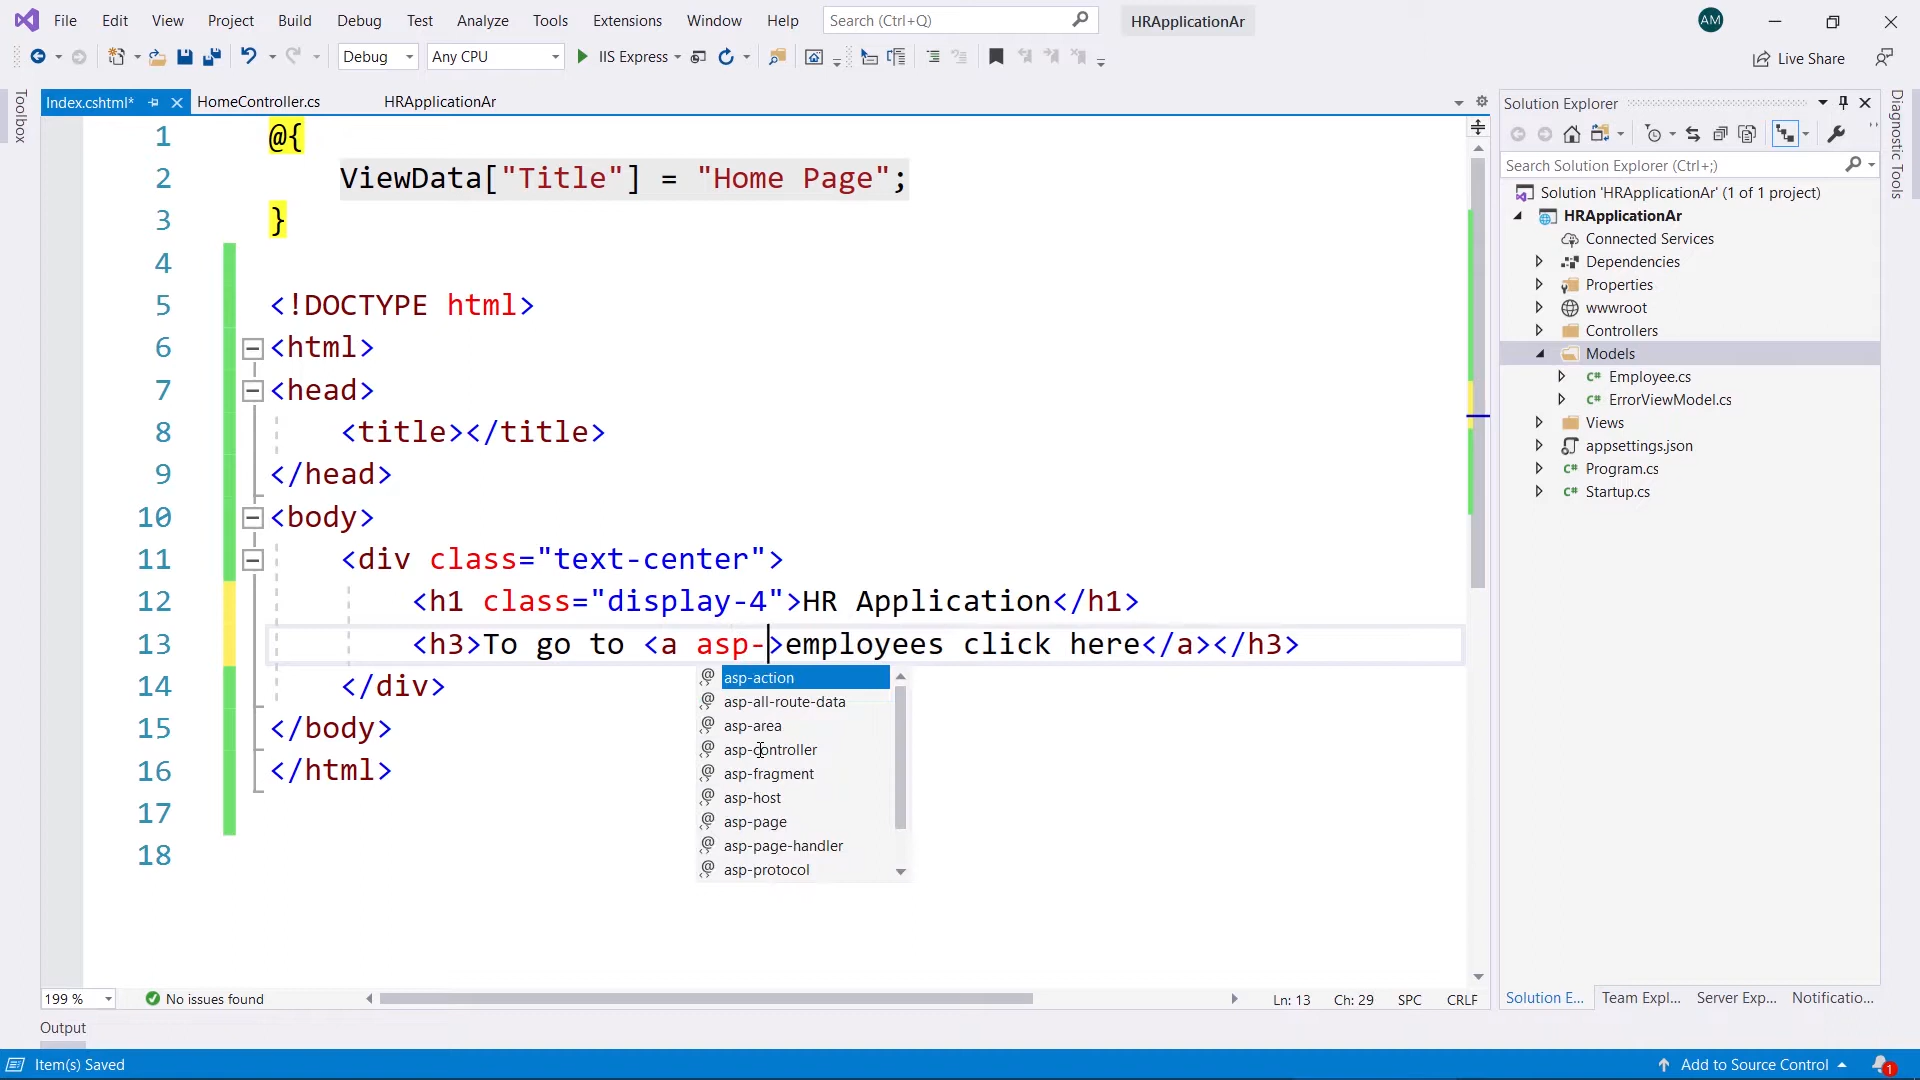 File Edit View Project Build Debug Test Analyze Tools Extensions Window Help Search (Ctrl+Q) HRApplicationAr AM
Debug Any CPU IIS Express Live Share
Toolbox
Index.cshtml* HomeController.cs HRApplicationAr
1 @{
2 ViewData["Title"] = "Home Page";
3 }
4
5 <!DOCTYPE html>
6 <html>
7 <head>
8 <title></title>
9 </head>
10 <body>
11 <div class="text-center">
12 <h1 class="display-4">HR Application</h1>
13 <h3>To go to <a asp->employees click here</a></h3>
14 </div>
15 </body>
16 </html>
17
18
asp-action
asp-all-route-data
asp-area
asp-controller
asp-fragment
asp-host
asp-page
asp-page-handler
asp-protocol
199 % No issues found Ln: 13 Ch: 29 SPC CRLF
Output
Solution Explorer
Search Solution Explorer (Ctrl+;)
Solution 'HRApplicationAr' (1 of 1 project)
HRApplicationAr
Connected Services
Dependencies
Properties
wwwroot
Controllers
Models
C# Employee.cs
C# ErrorViewModel.cs
Views
appsettings.json
C# Program.cs
C# Startup.cs
Solution E... Team Expl... Server Exp... Notificatio...
Diagnostic Tools
Item(s) Saved Add to Source Control 1